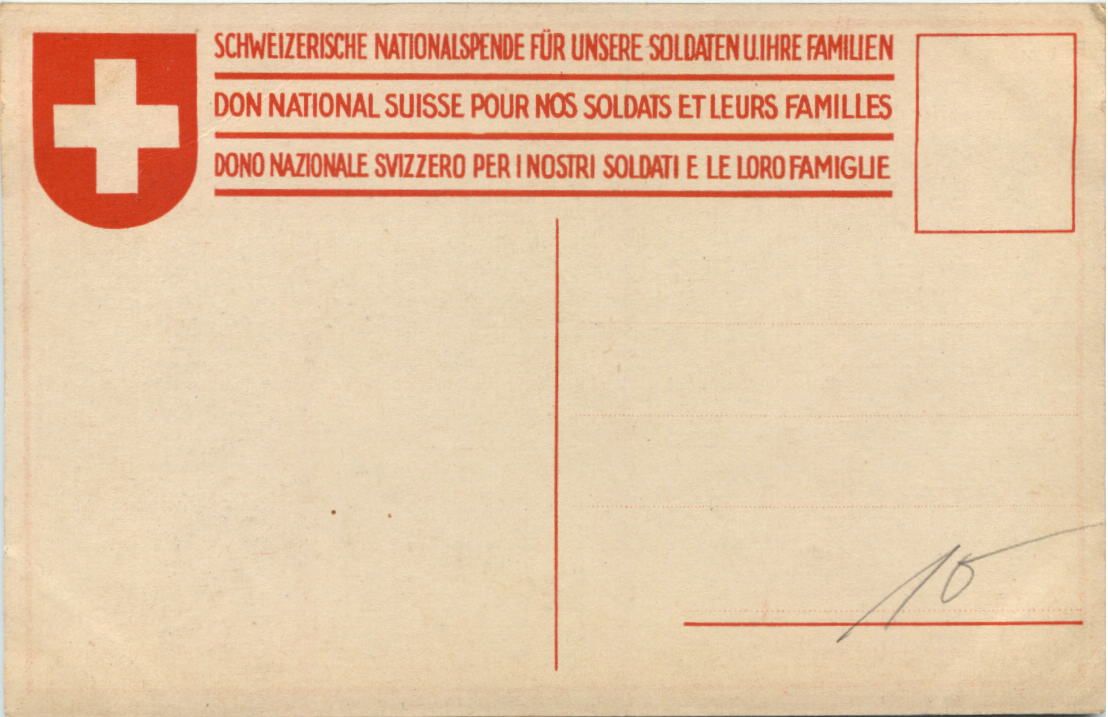 SCHWEIZERISCHE NATIONALSPENDE FÜR UNSERE SOLDATEN U. IHRE FAMILIEN
DON NATIONAL SUISSE POUR NOS SOLDATS ET LEURS FAMILLES
DONO NAZIONALE SVIZZERO PER I NOSTRI SOLDATI E LE LORO FAMIGLIE
10